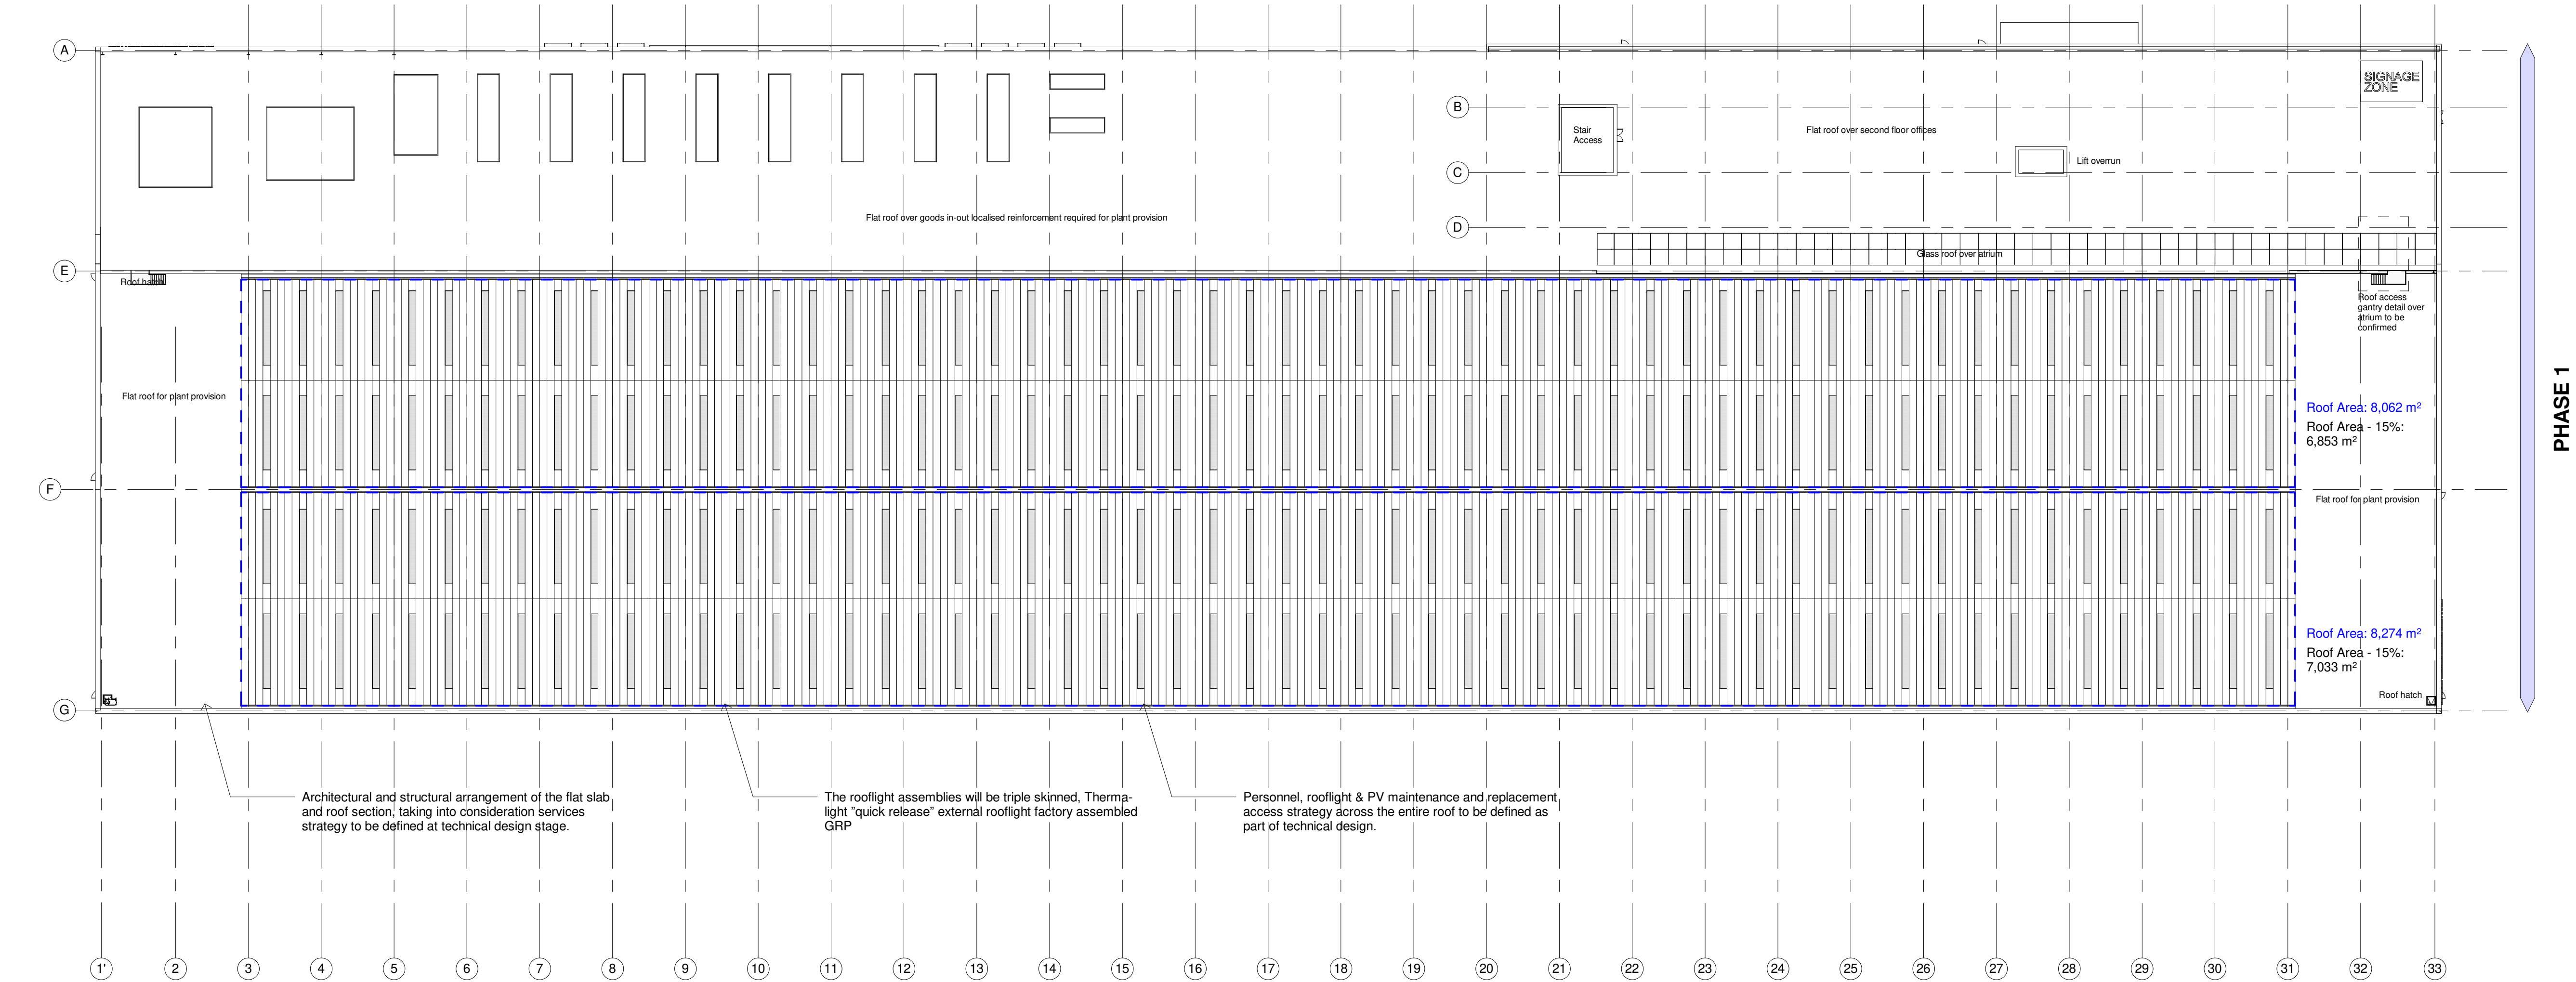 A
SIGNAGE
ZONE
B
Stair
Access
Flat roof over second floor offices
Lift overrun
C
Flat roof over goods in-out localised reinforcement required for plant provision
D
Glass roof over atrium
E
Roof hatch
Roof access
gantry detail over
atrium to be
confirmed
PHASE 1
Flat roof for plant provision
Roof Area: 8,062 m²
Roof Area - 15%:
6,853 m²
F
Flat roof for plant provision
Roof Area: 8,274 m²
Roof Area - 15%:
7,033 m²
Roof hatch
G
Architectural and structural arrangement of the flat slab
and roof section, taking into consideration services
strategy to be defined at technical design stage.
The rooflight assemblies will be triple skinned, Therma-
light "quick release" external rooflight factory assembled
GRP
Personnel, rooflight & PV maintenance and replacement
access strategy across the entire roof to be defined as
part of technical design.
1' 2 3 4 5 6 7 8 9 10 11 12 13 14 15 16 17 18 19 20 21 22 23 24 25 26 27 28 29 30 31 32 33